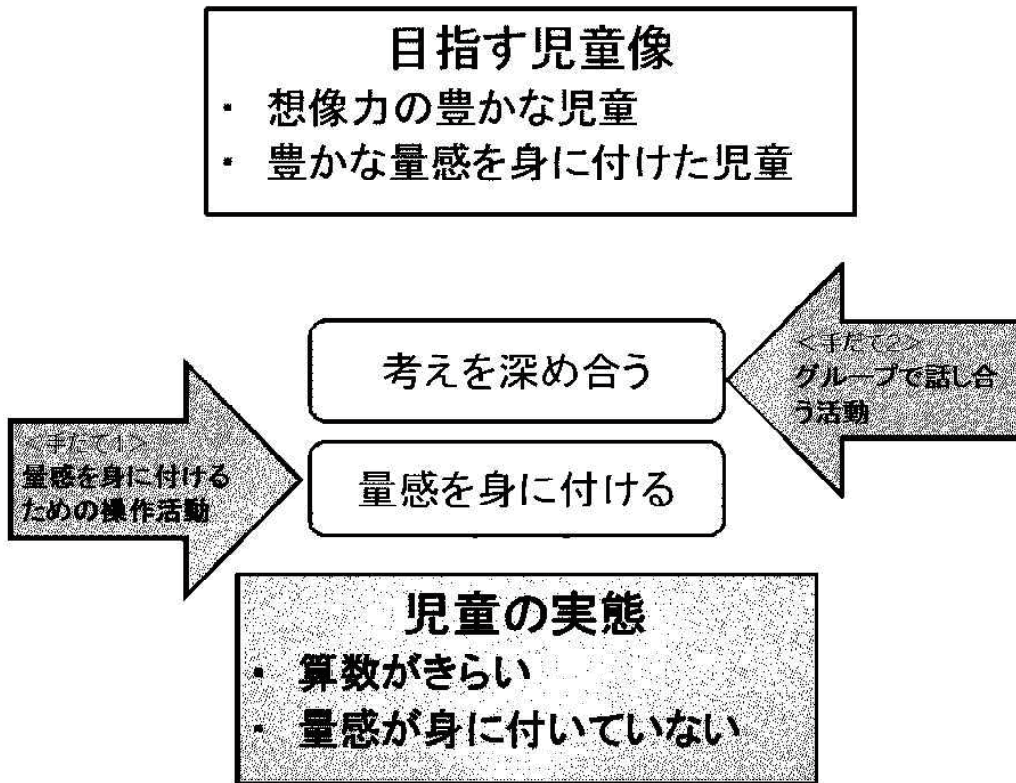 目指す児童像
・ 想像力の豊かな児童
・ 豊かな量感を身に付けた児童
考えを深め合う
<手だて2>
グループで話し合
う活動
<手だて1>
量感を身に付ける
ための操作活動
量感を身に付ける
児童の実態
・ 算数がきらい
・ 量感が身に付いていない